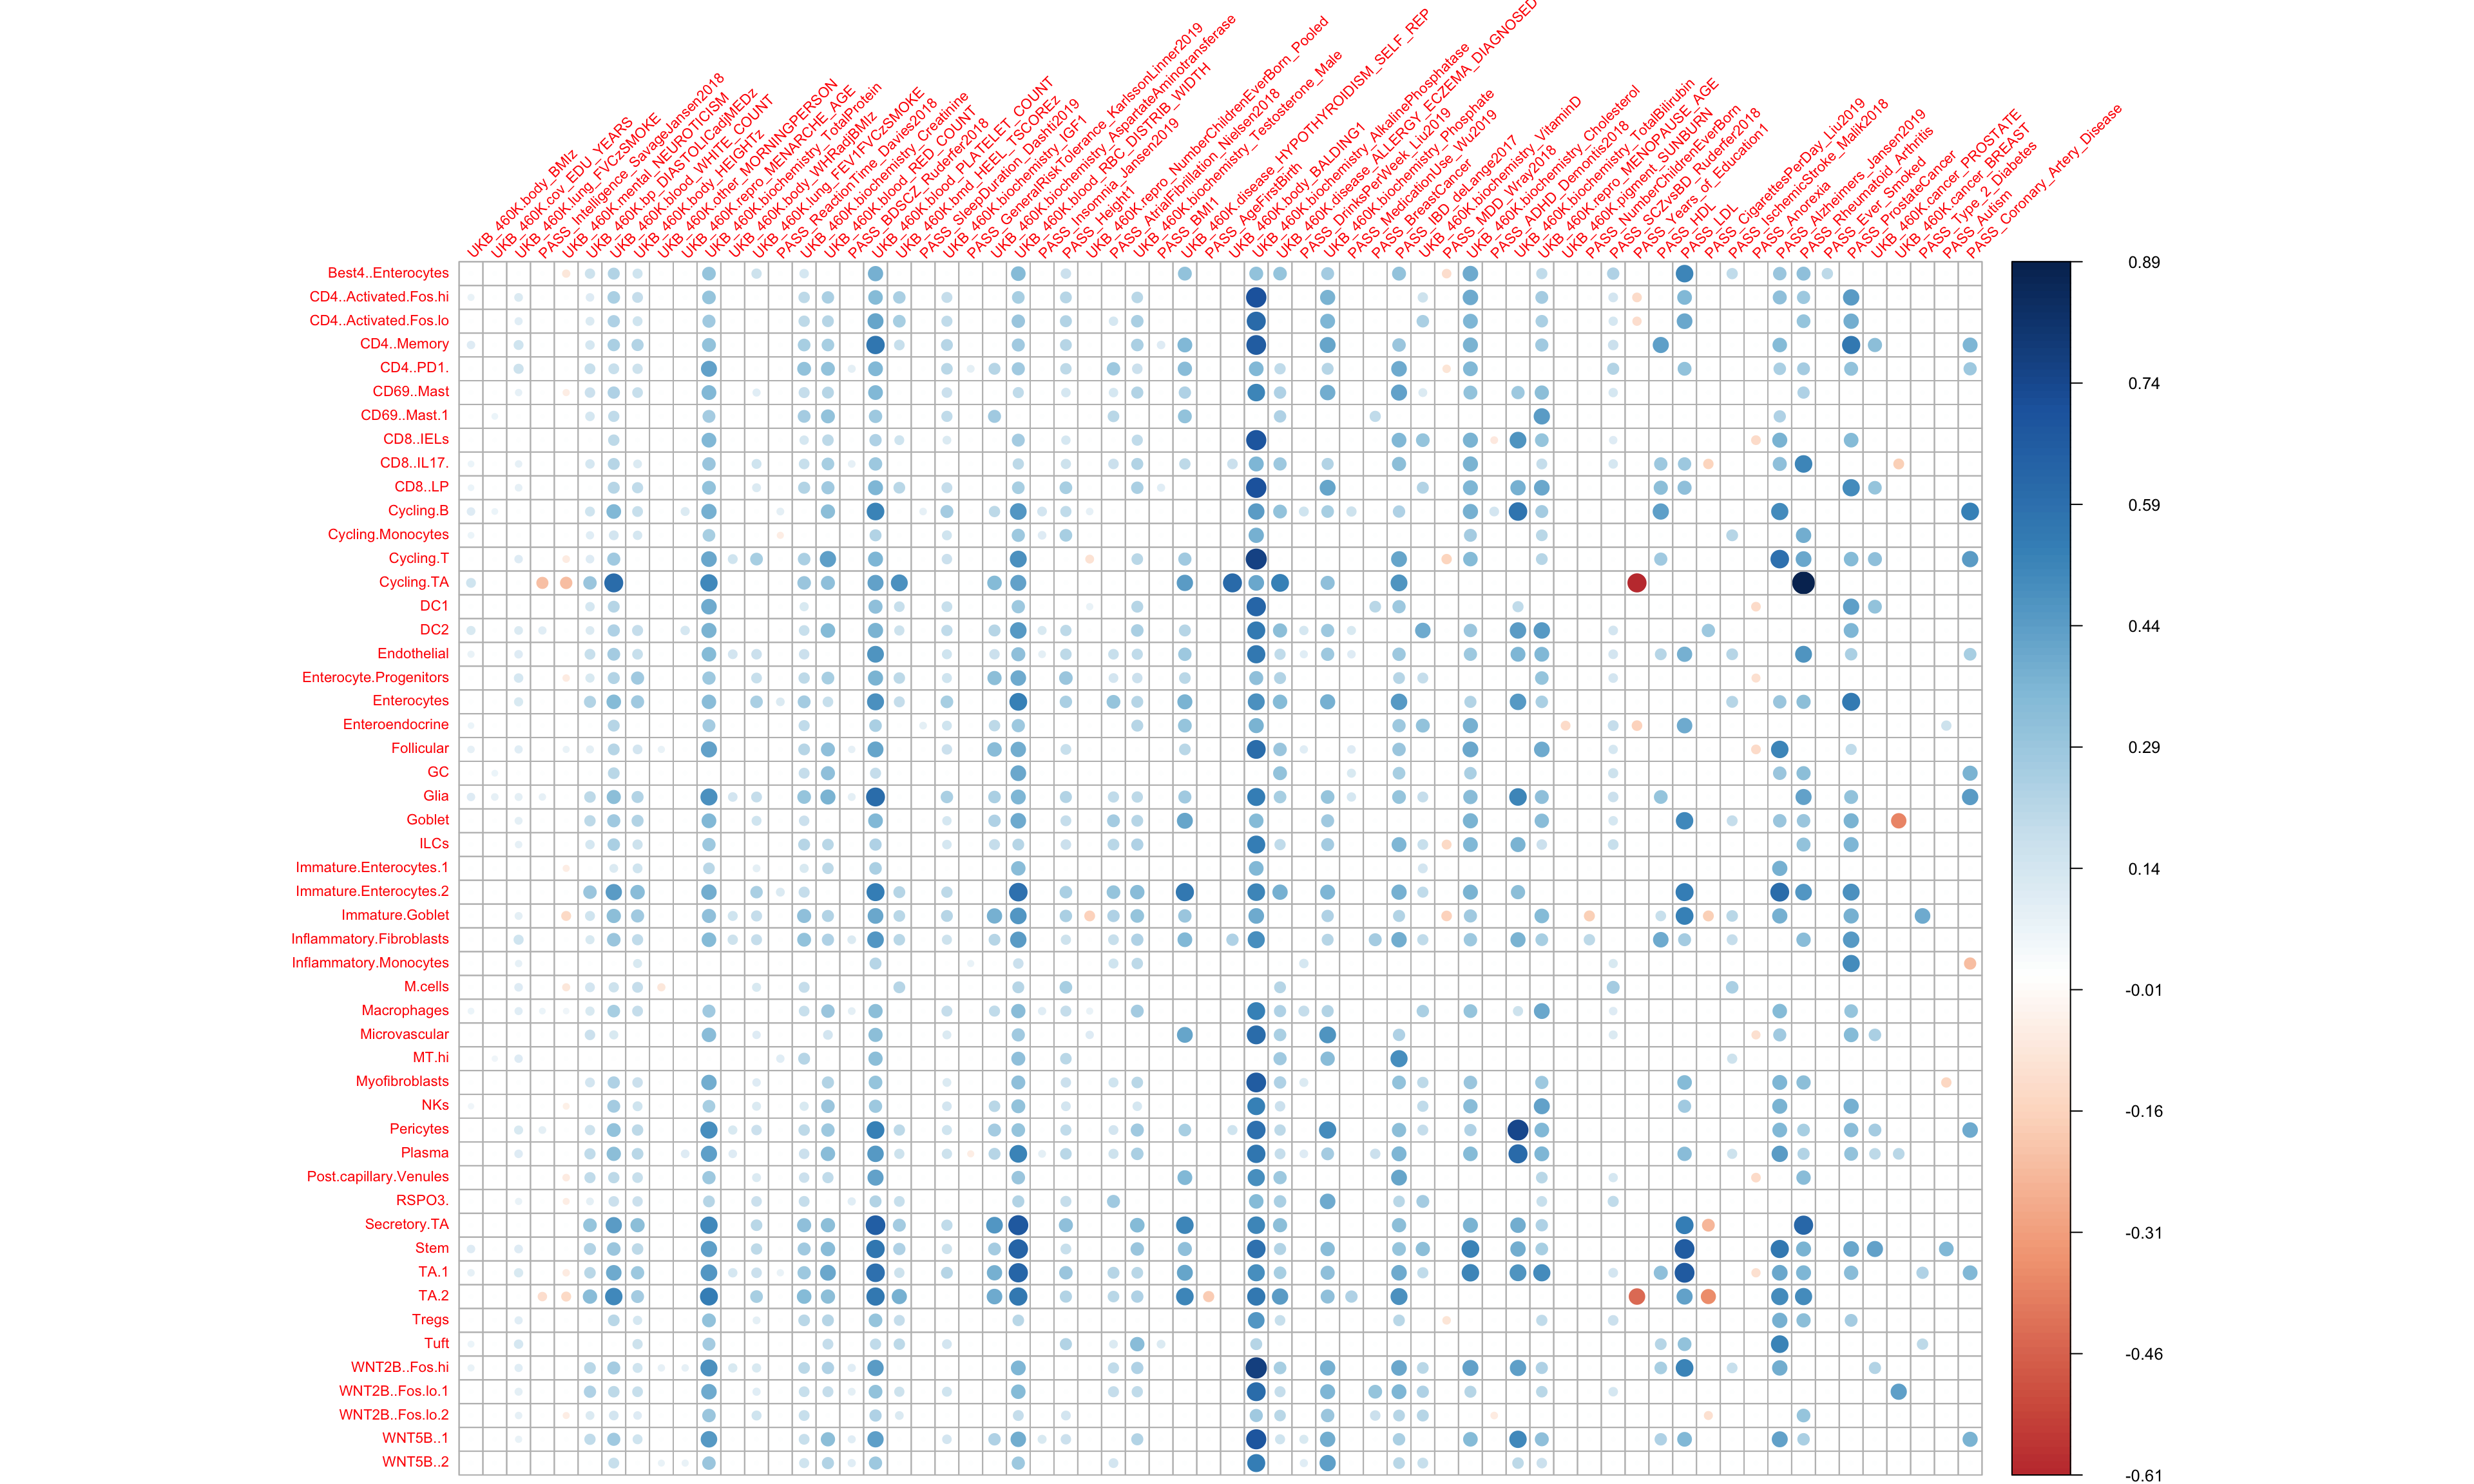 UKB_460K.body_BMIz
UKB_460K.cov_EDU_YEARS
UKB_460K.lung_FVCzSMOKE
PASS_Intelligence_SavageJansen2018
UKB_460K.mental_NEUROTICISM
UKB_460K.bp_DIASTOLICadjMEDz
UKB_460K.blood_WHITE_COUNT
UKB_460K.body_HEIGHTz
UKB_460K.other_MORNINGPERSON
UKB_460K.repro_MENARCHE_AGE
UKB_460K.biochemistry_TotalProtein
UKB_460K.body_WHRadjBMIz
UKB_460K.lung_FEV1FVCzSMOKE
PASS_ReactionTime_Davies2018
UKB_460K.biochemistry_Creatinine
UKB_460K.blood_RED_COUNT
PASS_BDSCZ_Ruderfer2018
UKB_460K.blood_PLATELET_COUNT
UKB_460K.bmd_HEEL_TSCOREz
PASS_SleepDuration_Dashti2019
UKB_460K.biochemistry_IGF1
PASS_GeneralRiskTolerance_KarlssonLinner2019
UKB_460K.biochemistry_AspartateAminotransferase
UKB_460K.blood_RBC_DISTRIB_WIDTH
PASS_Insomnia_Jansen2019
PASS_Height1
UKB_460K.repro_NumberChildrenEverBorn_Pooled
PASS_AtrialFibrillation_Nielsen2018
UKB_460K.biochemistry_Testosterone_Male
PASS_BMI1
UKB_460K.disease_HYPOTHYROIDISM_SELF_REP
PASS_AgeFirstBirth
UKB_460K.body_BALDING1
UKB_460K.biochemistry_AlkalinePhosphatase
UKB_460K.disease_ALLERGY_ECZEMA_DIAGNOSED
PASS_DrinksPerWeek_Liu2019
UKB_460K.biochemistry_Phosphate
PASS_MedicationUse_Wu2019
PASS_BreastCancer
PASS_IBD_deLange2017
UKB_460K.biochemistry_VitaminD
PASS_MDD_Wray2018
UKB_460K.biochemistry_Cholesterol
PASS_ADHD_Demontis2018
UKB_460K.biochemistry_TotalBilirubin
UKB_460K.repro_MENOPAUSE_AGE
UKB_460K.pigment_SUNBURN
PASS_NumberChildrenEverBorn
PASS_SCZvsBD_Ruderfer2018
PASS_Years_of_Education1
PASS_HDL
PASS_LDL
PASS_CigarettesPerDay_Liu2019
PASS_IschemicStroke_Malik2018
PASS_Anorexia
PASS_Alzheimers_Jansen2019
PASS_Rheumatoid_Arthritis
PASS_Ever_Smoked
PASS_ProstateCancer
UKB_460K.cancer_PROSTATE
UKB_460K.cancer_BREAST
PASS_Type_2_Diabetes
PASS_Autism
PASS_Coronary_Artery_Disease
Best4..Enterocytes
CD4..Activated.Fos.hi
CD4..Activated.Fos.lo
CD4..Memory
CD4..PD1.
CD69..Mast
CD69..Mast.1
CD8..IELs
CD8..IL17.
CD8..LP
Cycling.B
Cycling.Monocytes
Cycling.T
Cycling.TA
DC1
DC2
Endothelial
Enterocyte.Progenitors
Enterocytes
Enteroendocrine
Follicular
GC
Glia
Goblet
ILCs
Immature.Enterocytes.1
Immature.Enterocytes.2
Immature.Goblet
Inflammatory.Fibroblasts
Inflammatory.Monocytes
M.cells
Macrophages
Microvascular
MT.hi
Myofibroblasts
NKs
Pericytes
Plasma
Post.capillary.Venules
RSPO3.
Secretory.TA
Stem
TA.1
TA.2
Tregs
Tuft
WNT2B..Fos.hi
WNT2B..Fos.lo.1
WNT2B..Fos.lo.2
WNT5B..1
WNT5B..2
0.89
0.74
0.59
0.44
0.29
0.14
-0.01
-0.16
-0.31
-0.46
-0.61